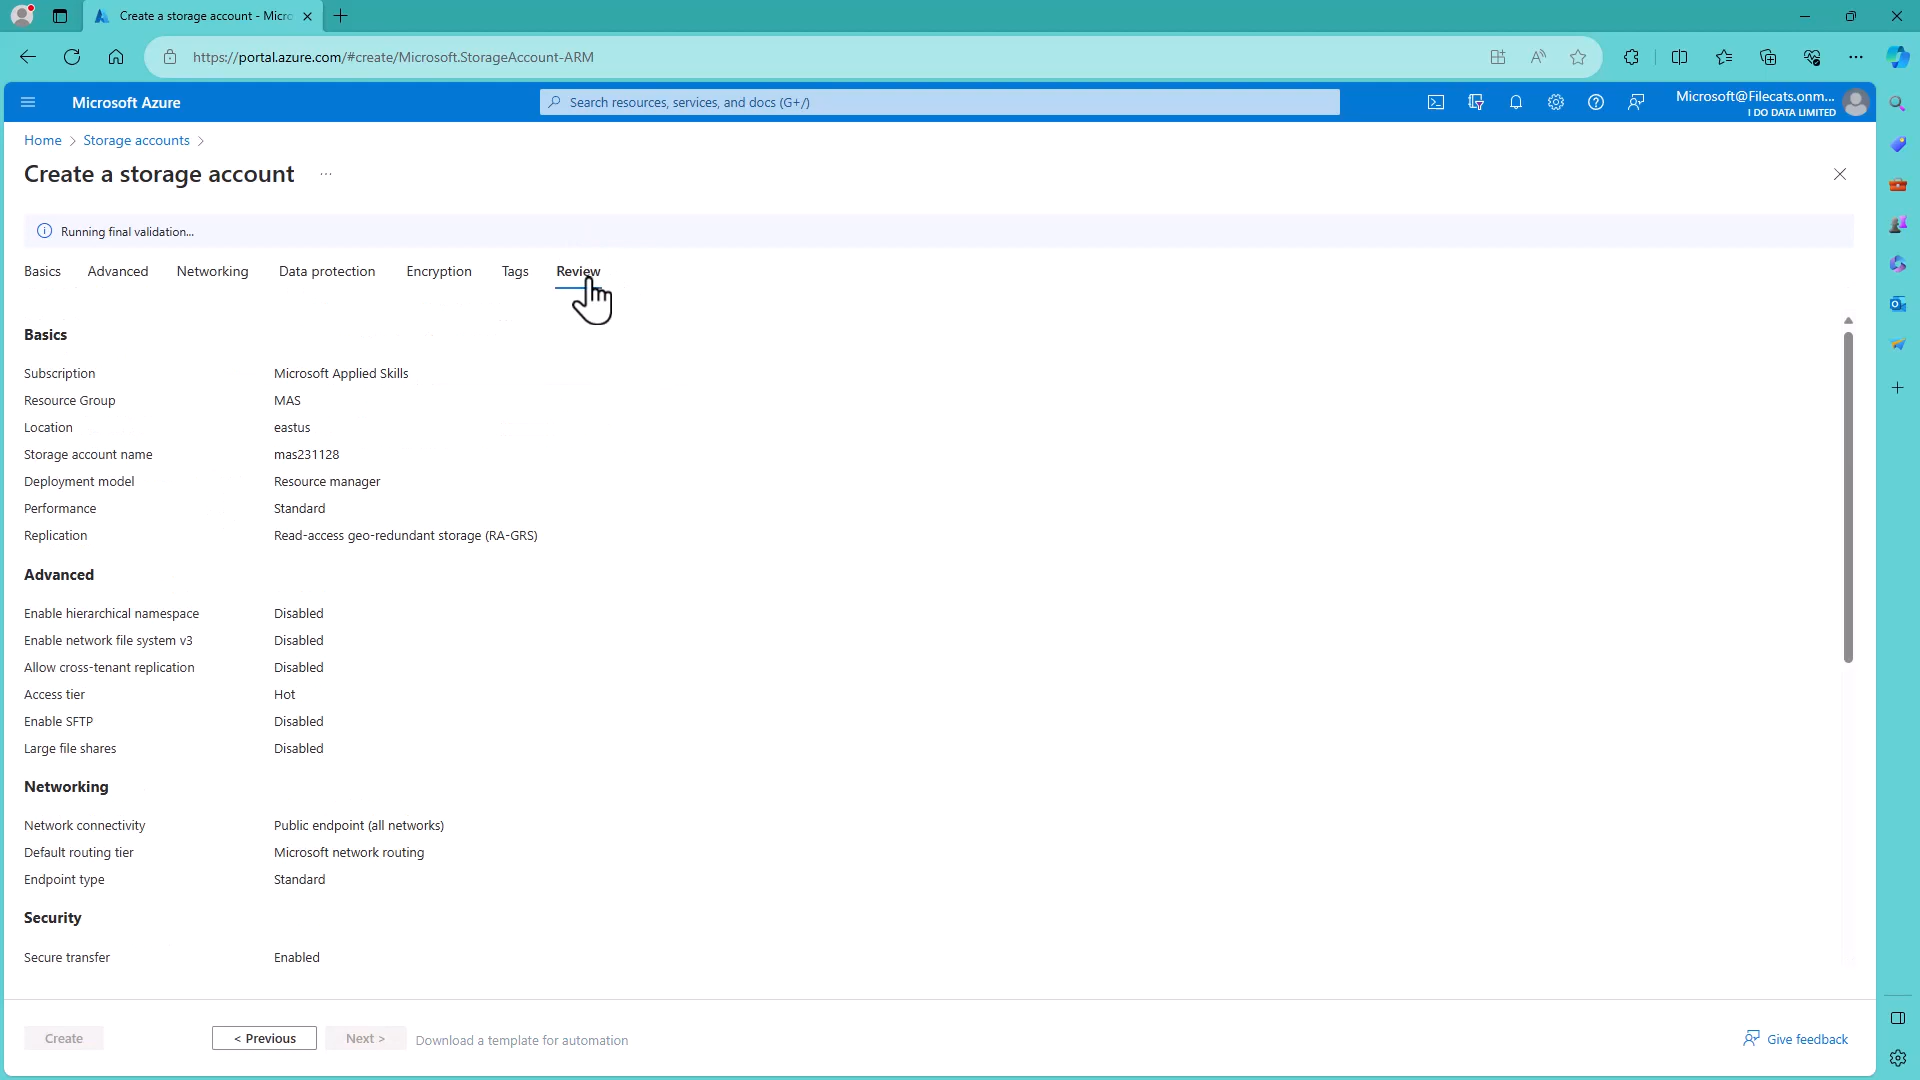 Create a storage account - Micro
https://portal.azure.com/#create/Microsoft.StorageAccount-ARM
Microsoft Azure
Search resources, services, and docs (G+/)
Microsoft@Filecats.onm...
I DO DATA LIMITED
Home > Storage accounts >
Create a storage account ...
Running final validation...
Basics Advanced Networking Data protection Encryption Tags Review
Basics
Subscription Microsoft Applied Skills
Resource Group MAS
Location eastus
Storage account name mas231128
Deployment model Resource manager
Performance Standard
Replication Read-access geo-redundant storage (RA-GRS)
Advanced
Enable hierarchical namespace Disabled
Enable network file system v3 Disabled
Allow cross-tenant replication Disabled
Access tier Hot
Enable SFTP Disabled
Large file shares Disabled
Networking
Network connectivity Public endpoint (all networks)
Default routing tier Microsoft network routing
Endpoint type Standard
Security
Secure transfer Enabled
Create < Previous Next > Download a template for automation Give feedback